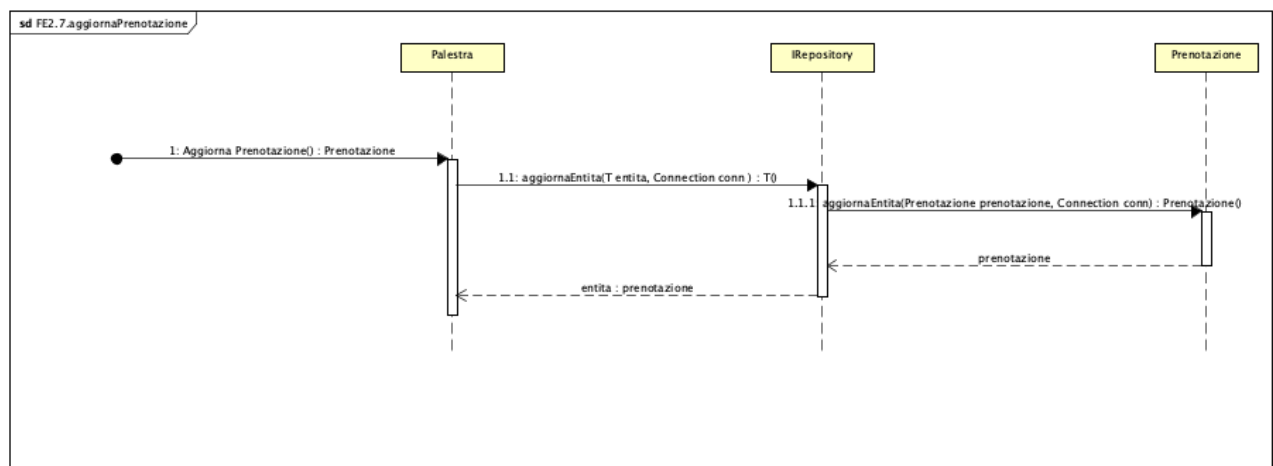 sd FE2.7.aggiornaPrenotazione
Palestra
IRepository
Prenotazione
1: Aggiorna Prenotazione() : Prenotazione
1.1: aggiornaEntita(T entita, Connection conn ) : T()
1.1.1: aggiornaEntita(Prenotazione prenotazione, Connection conn) : Prenotazione()
prenotazione
entita : prenotazione